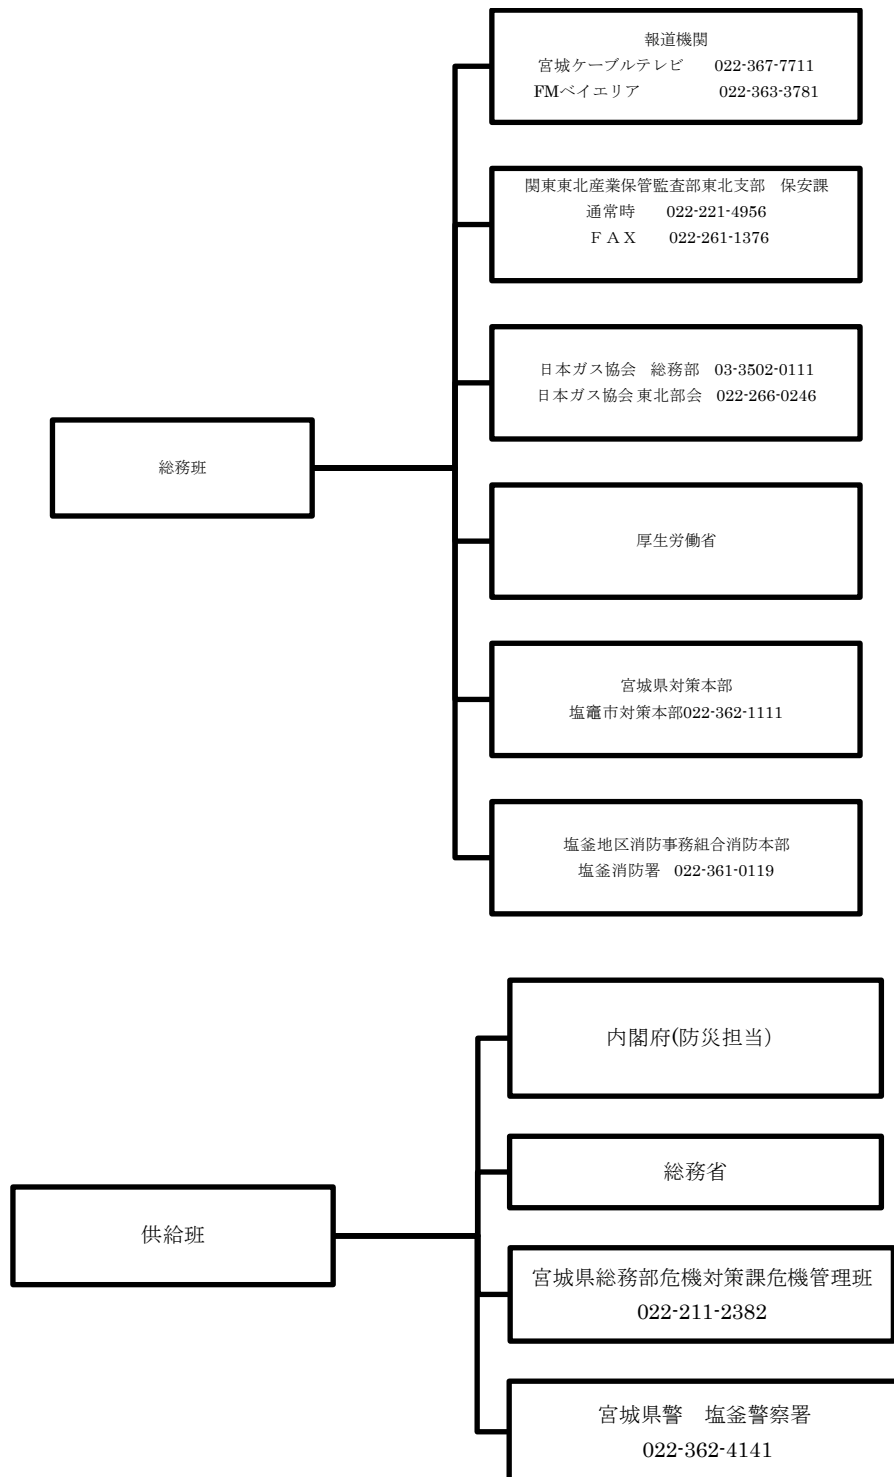 報道機関
宮城ケーブルテレビ　022-367-7711
FMベイエリア　022-363-3781
関東東北産業保管監査部東北支部　保安課
通常時　022-221-4956
ＦＡＸ　022-261-1376
日本ガス協会　総務部　03-3502-0111
日本ガス協会 東北部会　022-266-0246
総務班
厚生労働省
宮城県対策本部
塩竈市対策本部022-362-1111
塩釜地区消防事務組合消防本部
塩釜消防署　022-361-0119
内閣府(防災担当）
総務省
供給班
宮城県総務部危機対策課危機管理班
022-211-2382
宮城県警　塩釜警察署
022-362-4141